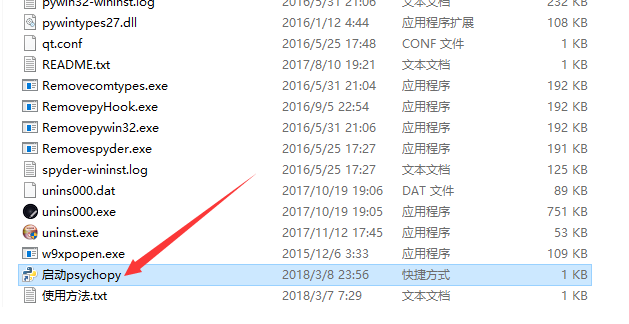 pywin32-wininst.log 2016/5/31 21:06 文本文档 232 KB
pywintypes27.dll 2016/1/12 4:44 应用程序扩展 108 KB
qt.conf 2016/5/25 17:48 CONF 文件 1 KB
README.txt 2017/8/10 19:21 文本文档 1 KB
Removecomtypes.exe 2016/5/31 21:04 应用程序 192 KB
RemovepyHook.exe 2016/9/5 22:54 应用程序 192 KB
Removepywin32.exe 2016/5/31 21:06 应用程序 192 KB
Removespyder.exe 2016/5/25 17:27 应用程序 191 KB
spyder-wininst.log 2016/5/25 17:27 文本文档 125 KB
unins000.dat 2017/10/19 19:06 DAT 文件 89 KB
unins000.exe 2017/10/19 19:05 应用程序 751 KB
uninst.exe 2017/11/12 17:45 应用程序 53 KB
w9xpopen.exe 2015/12/6 3:33 应用程序 109 KB
启动psychopy 2018/3/8 23:56 快捷方式 1 KB
使用方法.txt 2018/3/7 7:29 文本文档 1 KB